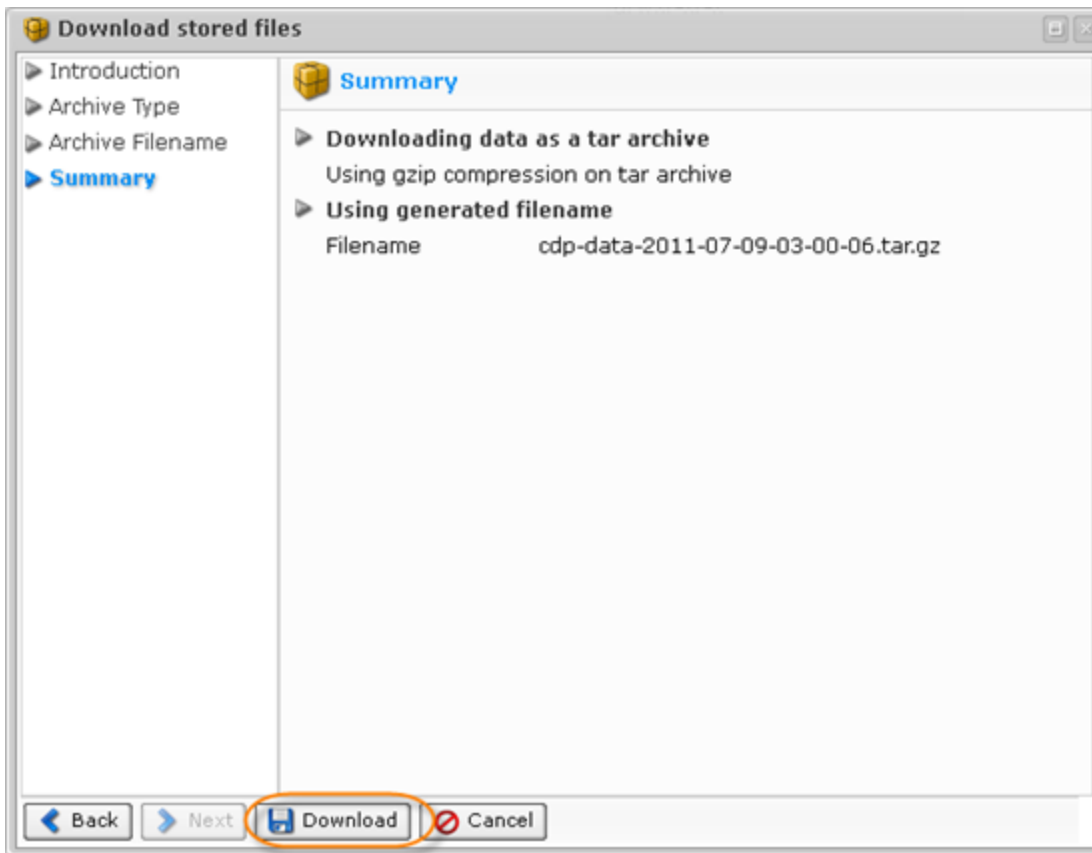 Download stored files
Introduction
Archive Type
Archive Filename
Summary
Summary
Downloading data as a tar archive
Using gzip compression on tar archive
Using generated filename
Filename cdp-data-2011-07-09-03-00-06.tar.gz
Back Next Download Cancel